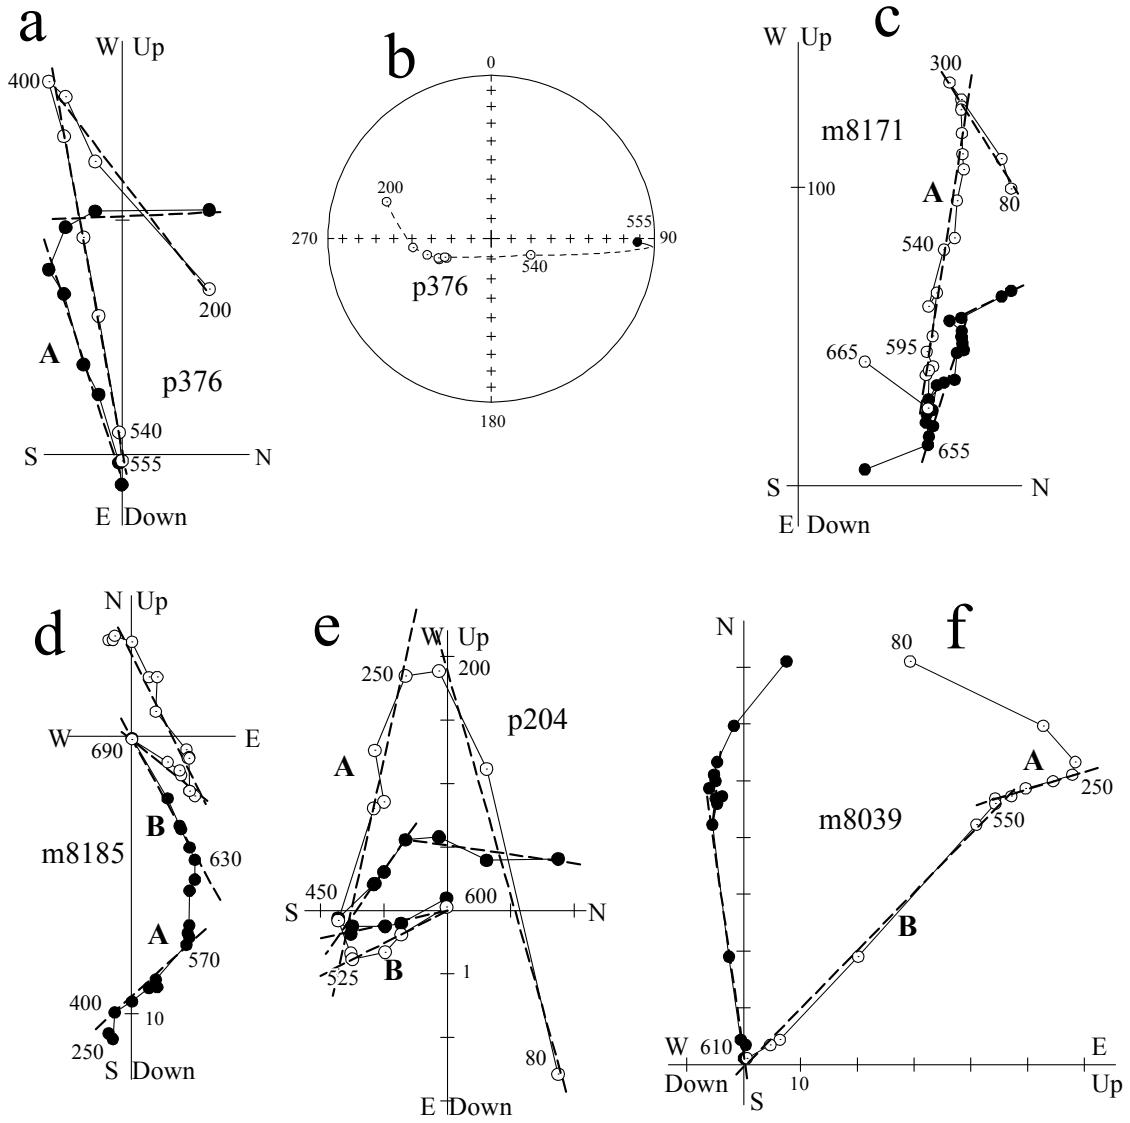 a
W Up
400
200
A
p376
540
S N
555
E Down
b
0
200
555
270 90
540
p376
180
c
W Up
300
m8171
A
80
100
540
595
665
655
S N
E Down
d
N Up
W E
690
B
m8185
630
A
570
400
10
250
S Down
e
W Up
250 200
p204
A
450
600
S N
525
B
1
80
E Down
f
N
80
A
250
550
m8039
B
W 610 E
Down 10 Up
S